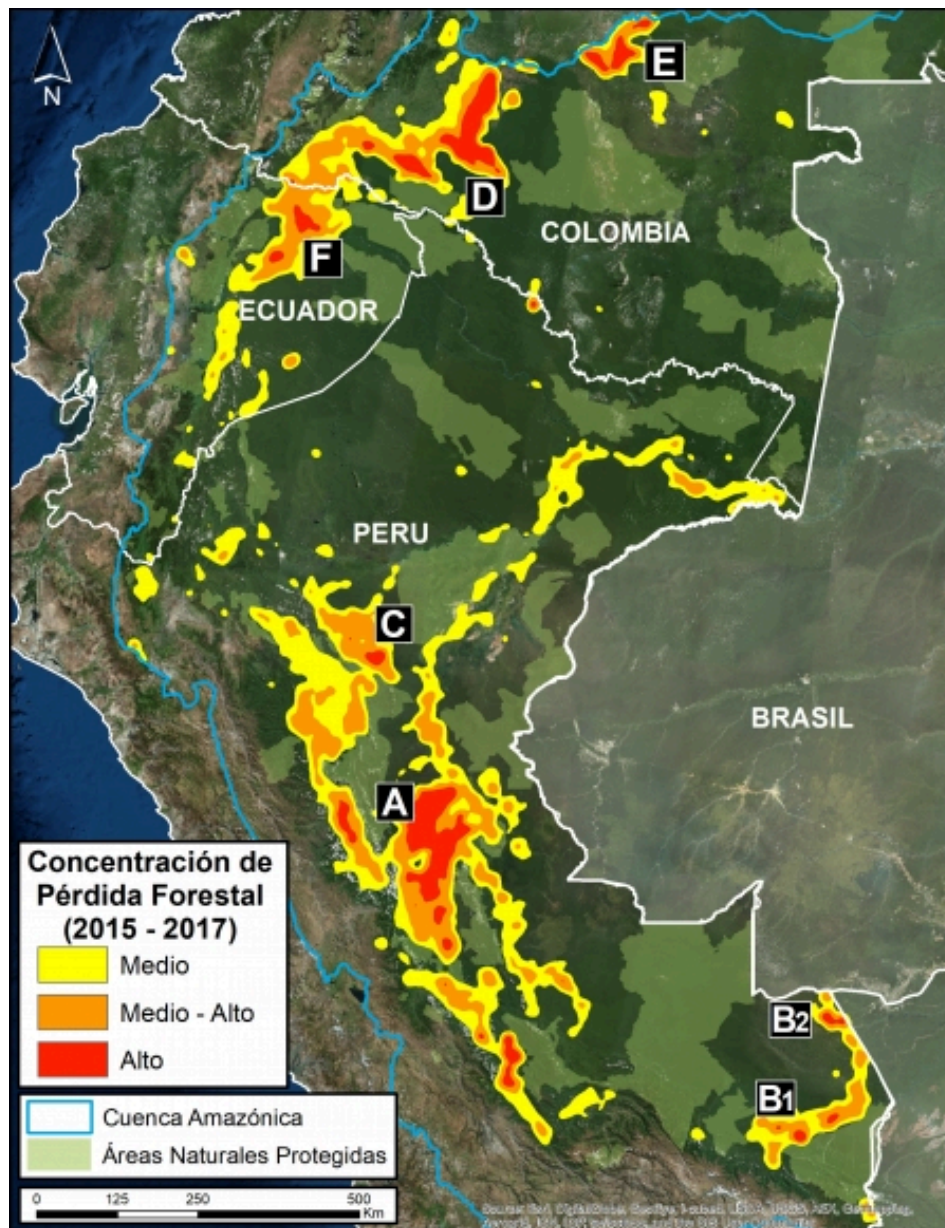 N
E
D
COLOMBIA
F
ECUADOR
PERU
C
BRASIL
A
B2
B1
Concentración de
Pérdida Forestal
(2015 - 2017)
Medio
Medio - Alto
Alto
Cuenca Amazónica
Áreas Naturales Protegidas
0 125 250 500
Km